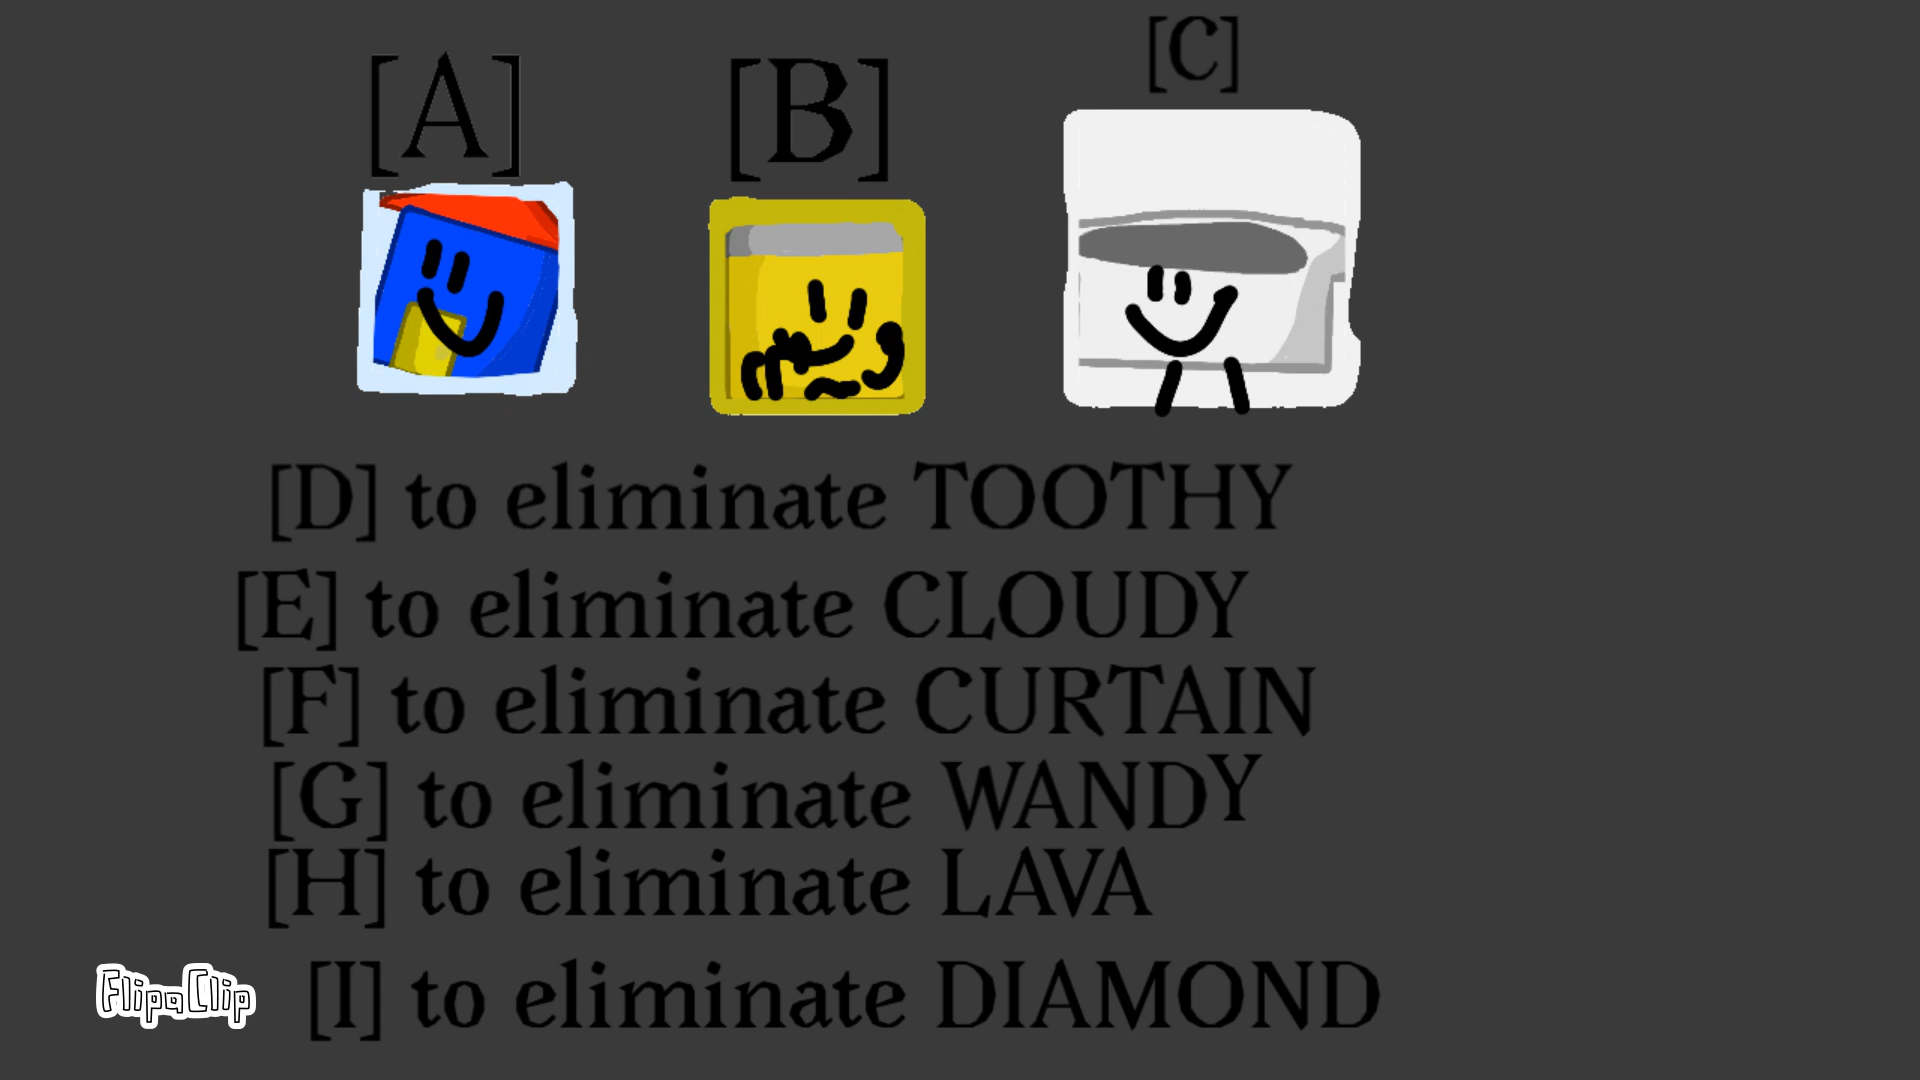 [A] [B] [C]
[D] to eliminate TOOTHY
[E] to eliminate CLOUDY
[F] to eliminate CURTAIN
[G] to eliminate WANDY
[H] to eliminate LAVA
[I] to eliminate DIAMOND
FlipaClip